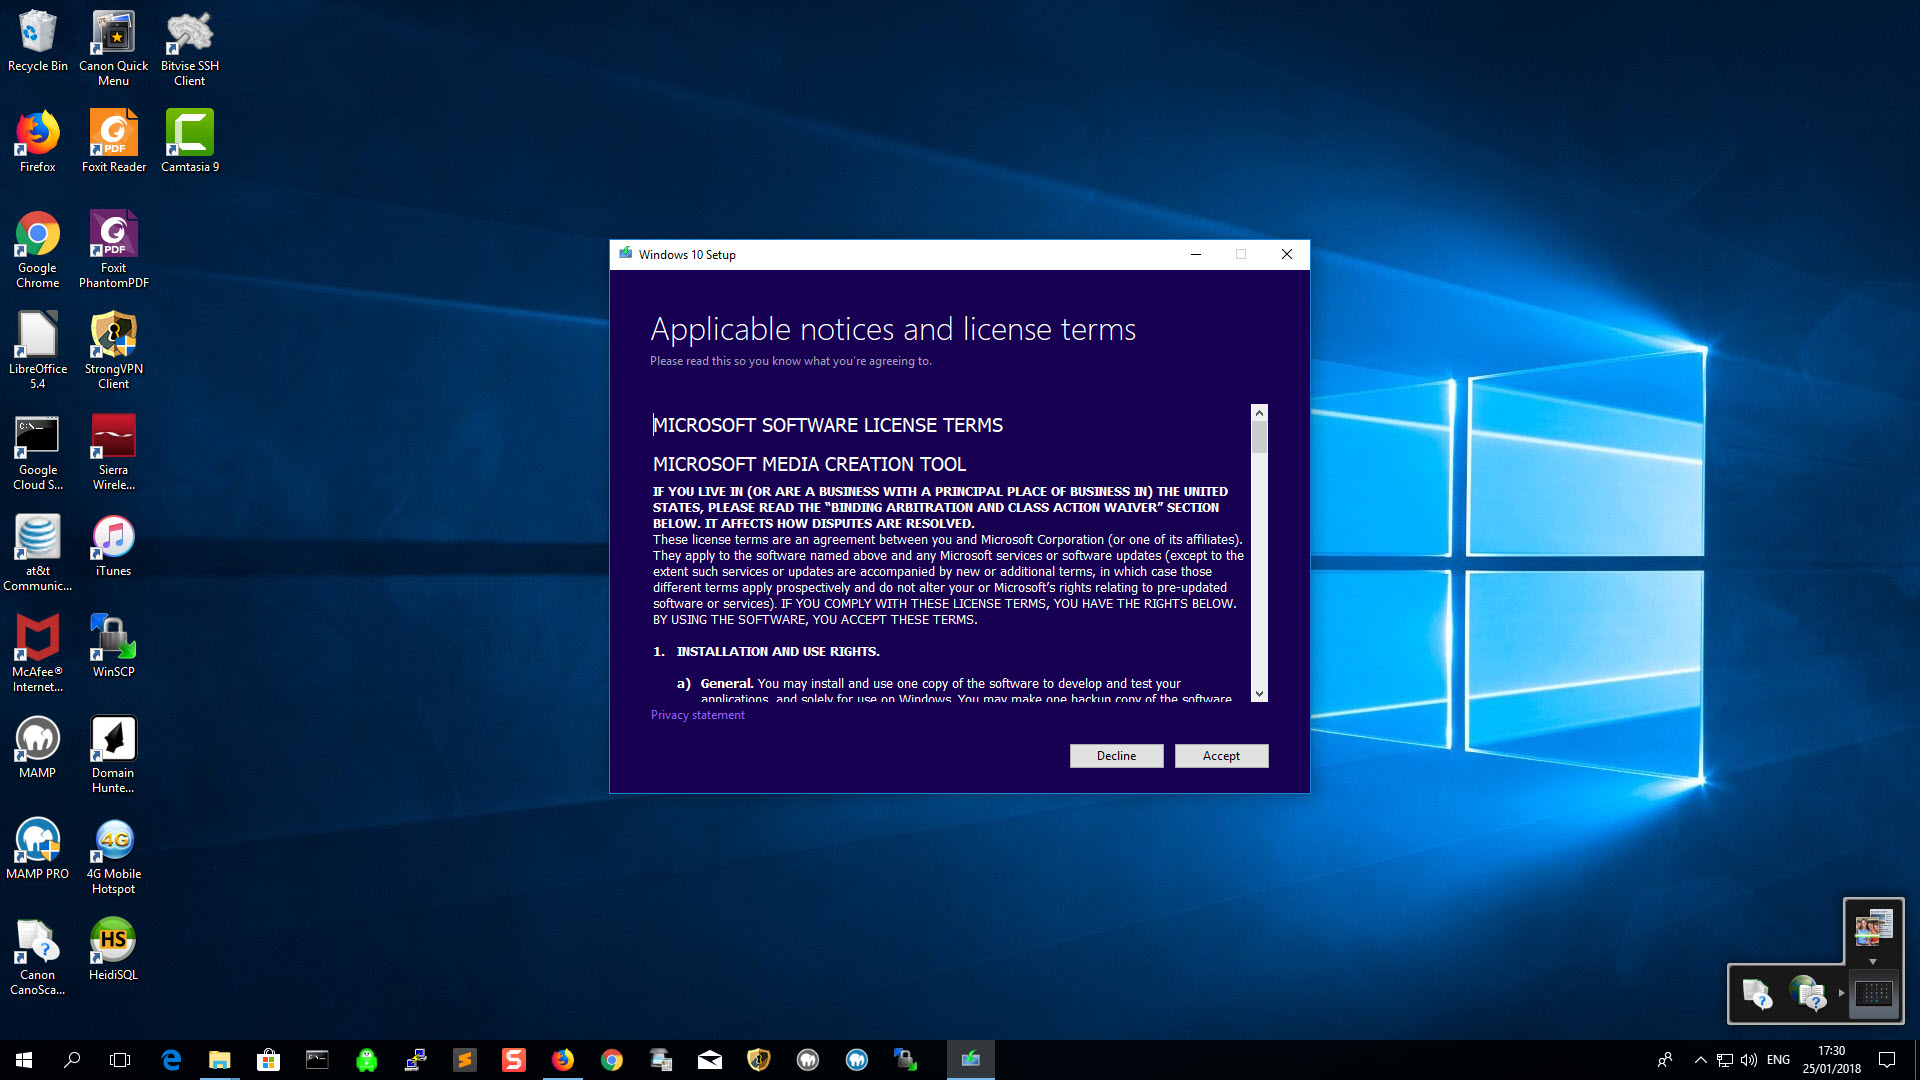 Recycle Bin
Canon Quick
Menu
Bitvise SSH
Client
Firefox
PDF
Foxit Reader
Camtasia 9
Google
Chrome
PDF
Foxit
PhantomPDF
LibreOffice
5.4
StrongVPN
Client
C:\_
Google
Cloud S...
Sierra
Wirele...
at&t
Communic...
iTunes
McAfee®
Internet...
WinSCP
MAMP
Domain
Hunte...
MAMP PRO
4G
4G Mobile
Hotspot
Canon
CanoSca...
HS
HeidiSQL
Windows 10 Setup
Applicable notices and license terms
Please read this so you know what you're agreeing to.
MICROSOFT SOFTWARE LICENSE TERMS
MICROSOFT MEDIA CREATION TOOL
IF YOU LIVE IN (OR ARE A BUSINESS WITH A PRINCIPAL PLACE OF BUSINESS IN) THE UNITED
STATES, PLEASE READ THE “BINDING ARBITRATION AND CLASS ACTION WAIVER” SECTION
BELOW. IT AFFECTS HOW DISPUTES ARE RESOLVED.
These license terms are an agreement between you and Microsoft Corporation (or one of its affiliates).
They apply to the software named above and any Microsoft services or software updates (except to the
extent such services or updates are accompanied by new or additional terms, in which case those
different terms apply prospectively and do not alter your or Microsoft’s rights relating to pre-updated
software or services). IF YOU COMPLY WITH THESE LICENSE TERMS, YOU HAVE THE RIGHTS BELOW.
BY USING THE SOFTWARE, YOU ACCEPT THESE TERMS.
1. INSTALLATION AND USE RIGHTS.
a) General. You may install and use one copy of the software to develop and test your
applications, and solely for use on Windows. You may make one backup copy of the software
Privacy statement
Decline
Accept
ENG
17:30
25/01/2018